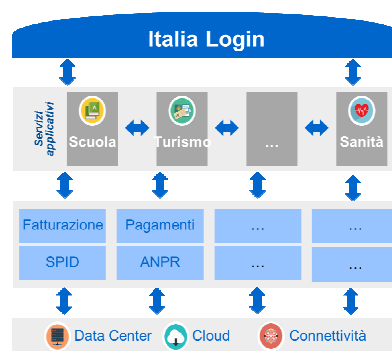 Italia Login
Servizi
applicativi
Scuola
Turismo
...
Sanità
Fatturazione
Pagamenti
...
...
SPID
ANPR
...
...
Data Center
Cloud
Connettività